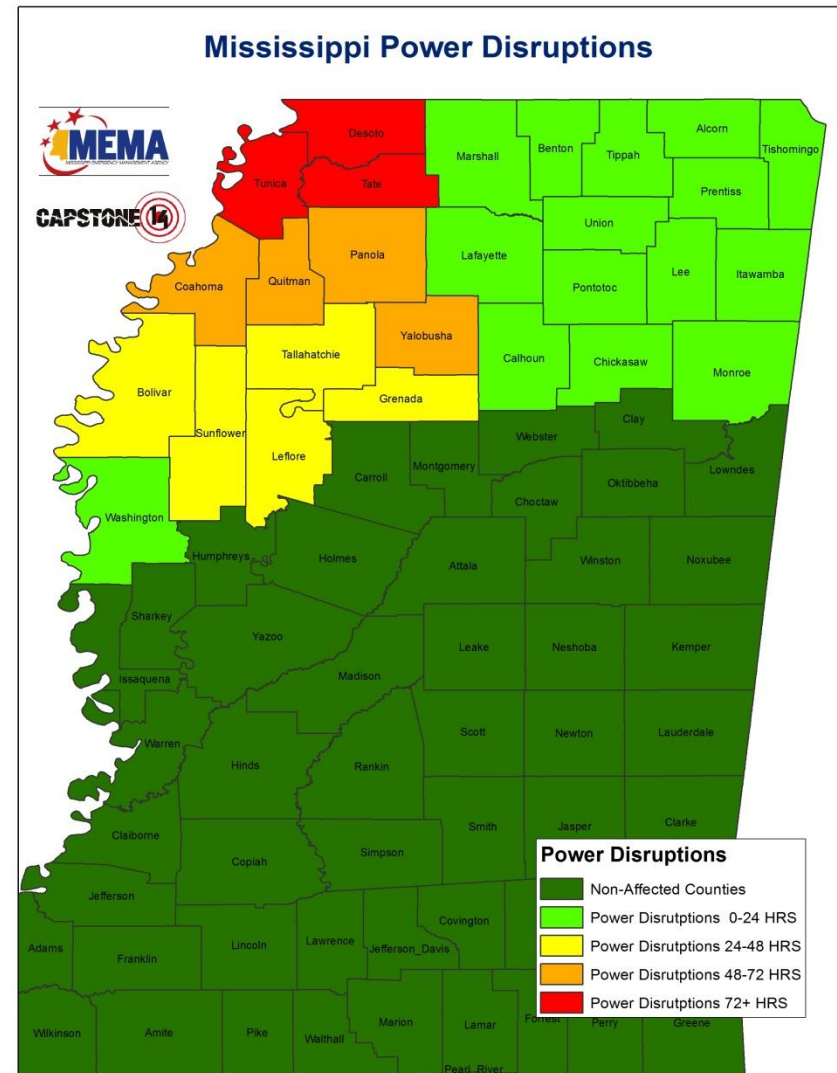 Mississippi Power Disruptions
MEMA
MISSISSIPPI EMERGENCY MANAGEMENT AGENCY
CAPSTONE 14
Desoto
Marshall
Benton
Tippah
Alcorn
Tishomingo
Tunica
Tate
Prentiss
Union
Panola
Lafayette
Lee
Itawamba
Coahoma
Quitman
Pontotoc
Yalobusha
Tallahatchie
Calhoun
Chickasaw
Monroe
Bolivar
Grenada
Sunflower
Clay
Webster
Leflore
Montgomery
Lowndes
Carroll
Oktibbeha
Choctaw
Washington
Humphreys
Holmes
Attala
Winston
Noxubee
Sharkey
Yazoo
Leake
Neshoba
Kemper
Issaquena
Madison
Scott
Newton
Lauderdale
Warren
Hinds
Rankin
Smith
Jasper
Clarke
Claiborne
Copiah
Simpson
Jefferson
Covington
Adams
Franklin
Lincoln
Lawrence
Jefferson_Davis
Wilkinson
Amite
Pike
Walthall
Marion
Lamar
Forrest
Perry
Greene
Pearl_River
Power Disruptions
Non-Affected Counties
Power Disrutptions 0-24 HRS
Power Disrutptions 24-48 HRS
Power Disrutptions 48-72 HRS
Power Disrutptions 72+ HRS